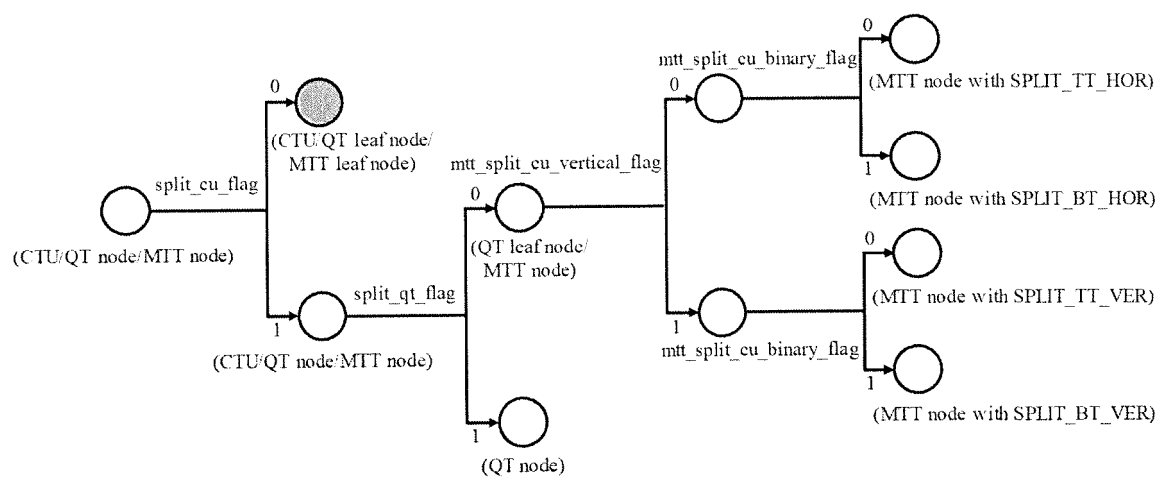 0
mtt_split_cu_binary_flag
(MTT node with SPLIT_TT_HOR)
0
0
(CTU/QT leaf node/
MTT leaf node)
mtt_split_cu_vertical_flag
1
split_cu_flag
0
(MTT node with SPLIT_BT_HOR)
(CTU/QT node/MTT node)
(QT leaf node/
MTT node)
0
split_qt_flag
(MTT node with SPLIT_TT_VER)
1
1
(CTU/QT node/MTT node)
mtt_split_cu_binary_flag
1
(MTT node with SPLIT_BT_VER)
1
(QT node)